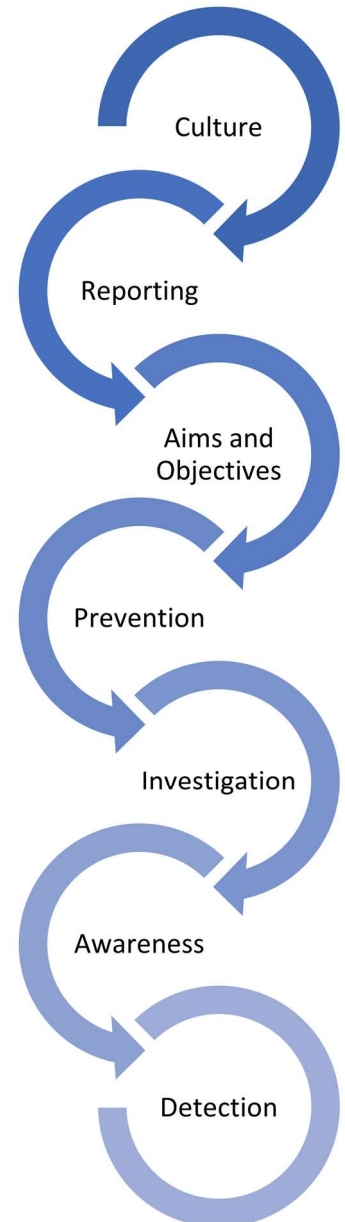 Culture
Reporting
Aims and
Objectives
Prevention
Investigation
Awareness
Detection